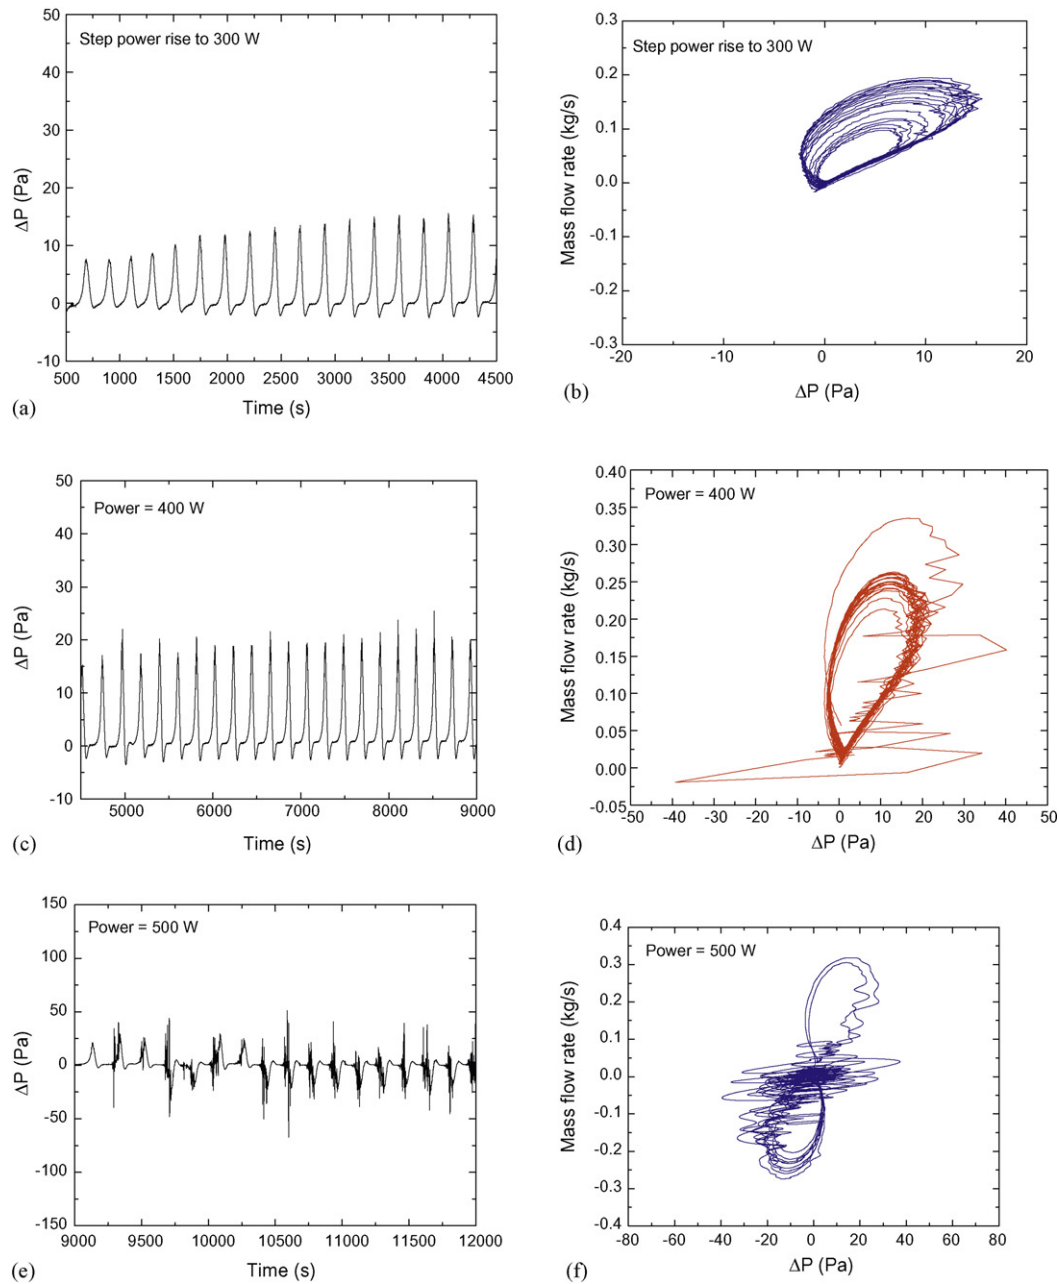 50
40
30
20
10
0
-10
ΔP (Pa)
Step power rise to 300 W
500 1000 1500 2000 2500 3000 3500 4000 4500
Time (s)
(a)
0.3
0.2
0.1
0.0
-0.1
-0.2
-0.3
Mass flow rate (kg/s)
Step power rise to 300 W
-20 -10 0 10 20
ΔP (Pa)
(b)
50
40
30
20
10
0
-10
ΔP (Pa)
Power = 400 W
5000 6000 7000 8000 9000
Time (s)
(c)
0.40
0.35
0.30
0.25
0.20
0.15
0.10
0.05
0.00
-0.05
Mass flow rate (kg/s)
Power = 400 W
-50 -40 -30 -20 -10 0 10 20 30 40 50
ΔP (Pa)
(d)
150
100
50
0
-50
-100
-150
ΔP (Pa)
Power = 500 W
9000 9500 10000 10500 11000 11500 12000
Time (s)
(e)
0.4
0.3
0.2
0.1
0.0
-0.1
-0.2
-0.3
-0.4
Mass flow rate (kg/s)
Power = 500 W
-80 -60 -40 -20 0 20 40 60 80
ΔP (Pa)
(f)